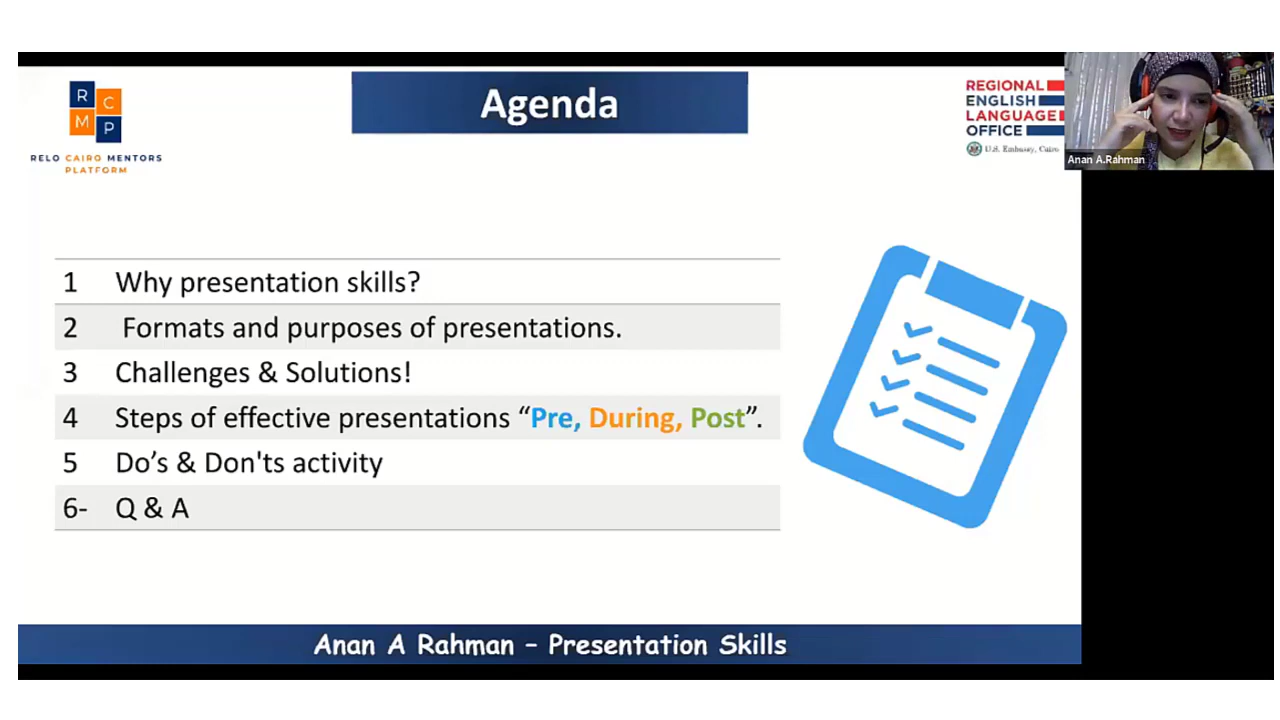 R
C
M
P
RELO CAIRO MENTORS
PLATFORM
Agenda
REGIONAL
ENGLISH
LANGUAGE
OFFICE
U.S. Embassy, Cairo
Anan A.Rahman
1 Why presentation skills?
2 Formats and purposes of presentations.
3 Challenges & Solutions!
4 Steps of effective presentations “Pre, During, Post”.
5 Do’s & Don'ts activity
6- Q & A
Anan A Rahman – Presentation Skills